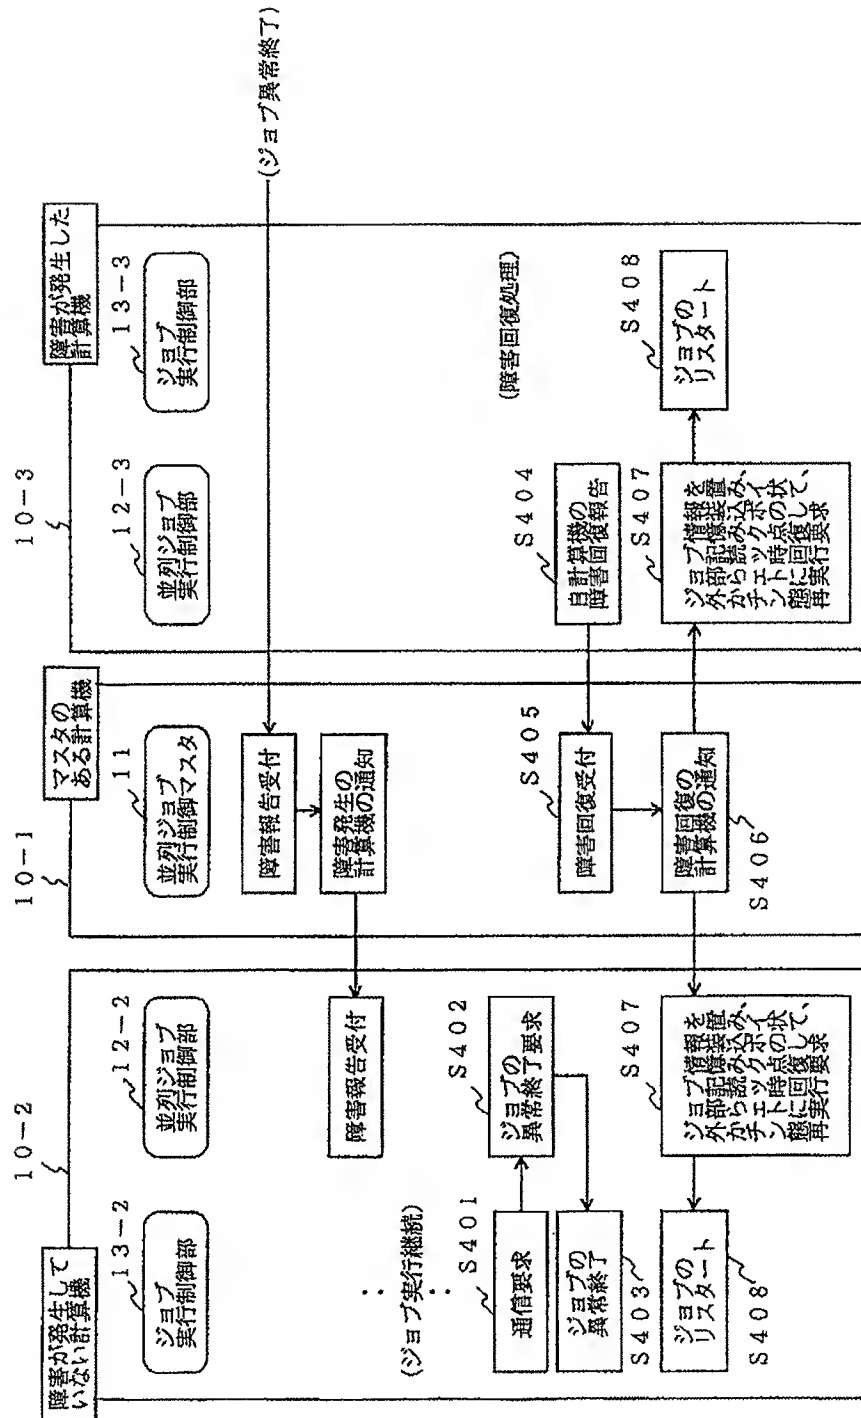 障害が発生して
いない計算機
10-2
13-2
ジョブ
実行制御部
12-2
並列ジョブ
実行制御部
障害報告受付
(ジョブ実行継続)
S401
通信要求
S402
ジョブの
異常終了要求
ジョブの
異常終了
S403
S407
ジョブ情報を
外部記憶装置
から読み込み、
チェックポイ
ント時点の状
態に回復して、
再実行要求
ジョブの
リスタート
S408
10-1
マスタの
ある計算機
11
並列ジョブ
実行制御マスタ
障害報告受付
障害発生の
計算機の通知
S405
障害回復受付
障害回復の
計算機の通知
S406
10-3
障害が発生した
計算機
12-3
並列ジョブ
実行制御部
13-3
ジョブ
実行制御部
(ジョブ異常終了)
(障害回復処理)
S404
自計算機の
障害回復報告
S407
ジョブ情報を
外部記憶装置
から読み込み、
チェックポイ
ント時点の状
態に回復して、
再実行要求
S408
ジョブの
リスタート